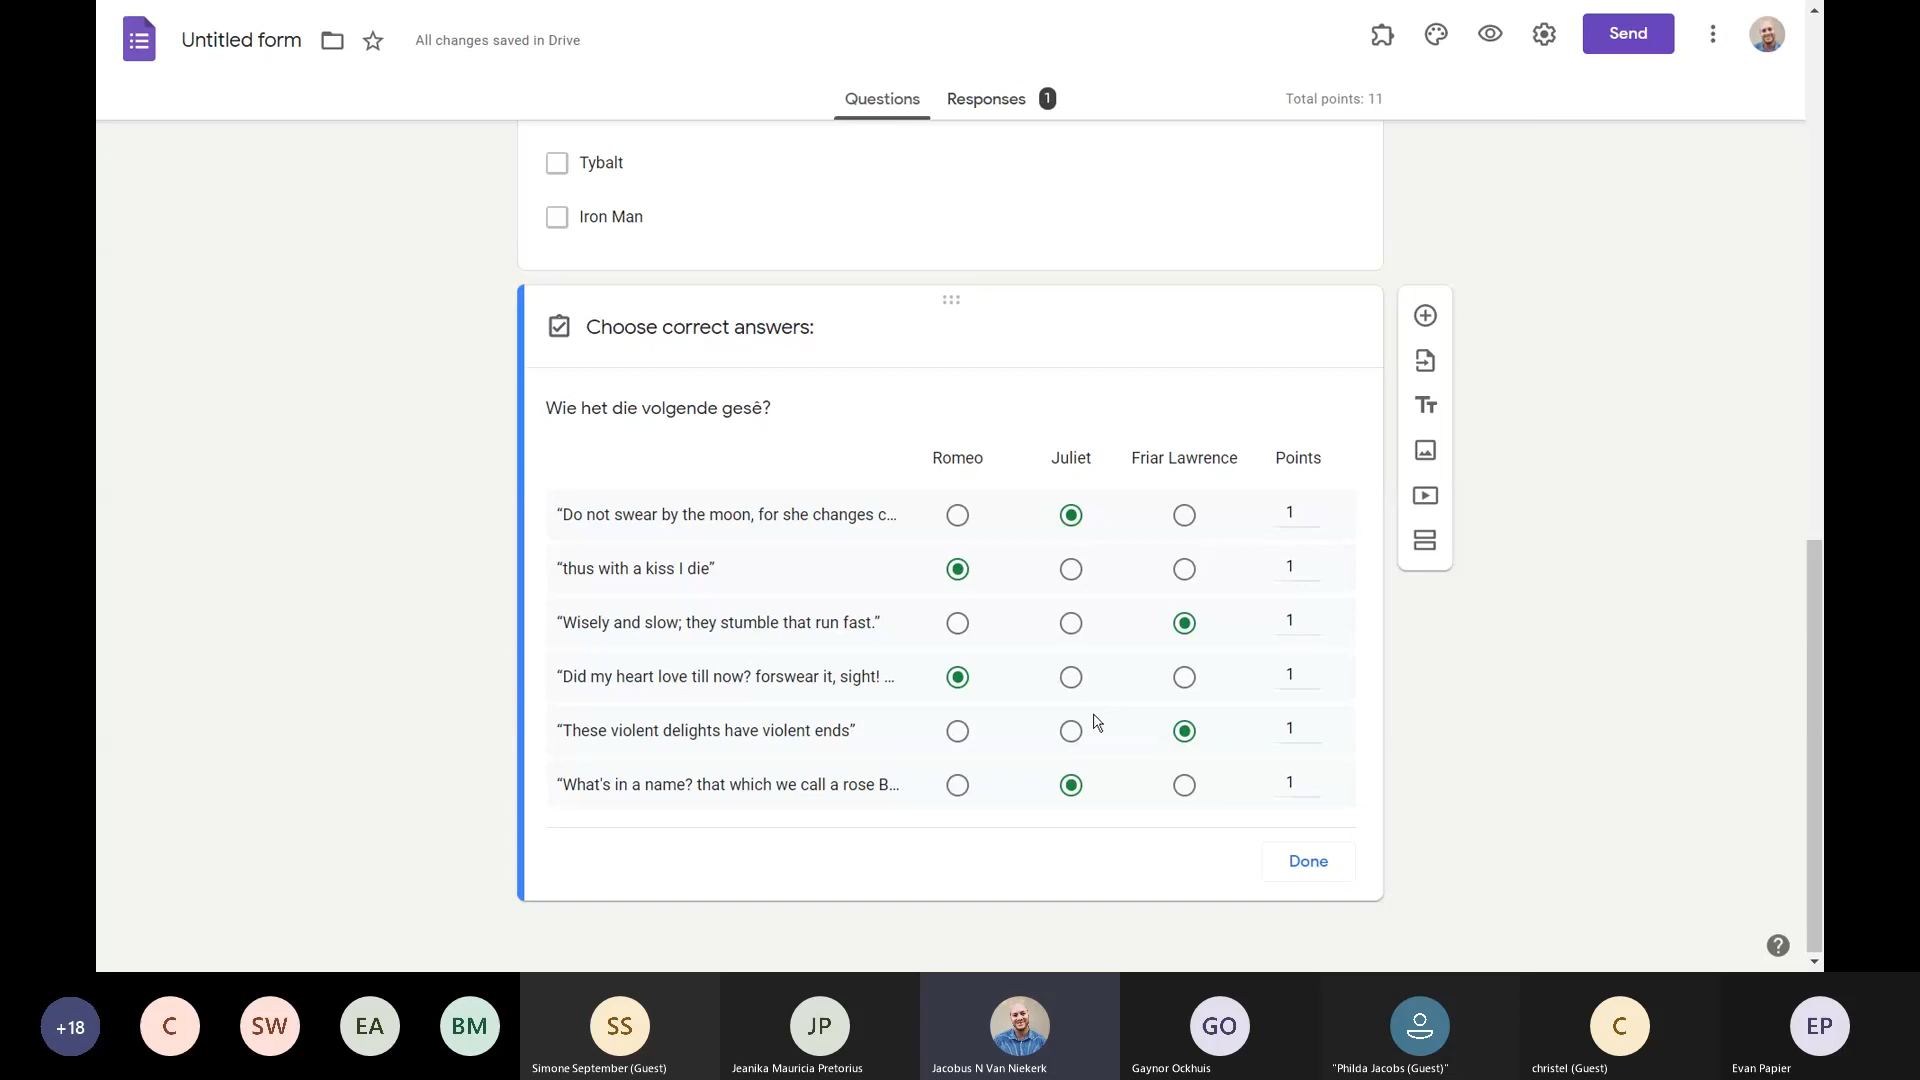 Untitled form
All changes saved in Drive
Send
Questions
Responses 1
Total points: 11
Tybalt
Iron Man
Choose correct answers:
Wie het die volgende gesê?
Romeo Juliet Friar Lawrence Points
“Do not swear by the moon, for she changes c... 1
“thus with a kiss I die” 1
“Wisely and slow; they stumble that run fast.” 1
“Did my heart love till now? forswear it, sight! ... 1
“These violent delights have violent ends” 1
“What's in a name? that which we call a rose B... 1
Done
+18 C SW EA BM SS JP GO C EP
Simone September (Guest) Jeanika Mauricia Pretorius Jacobus N Van Niekerk Gaynor Ockhuis "Philda Jacobs (Guest)" christel (Guest) Evan Papier